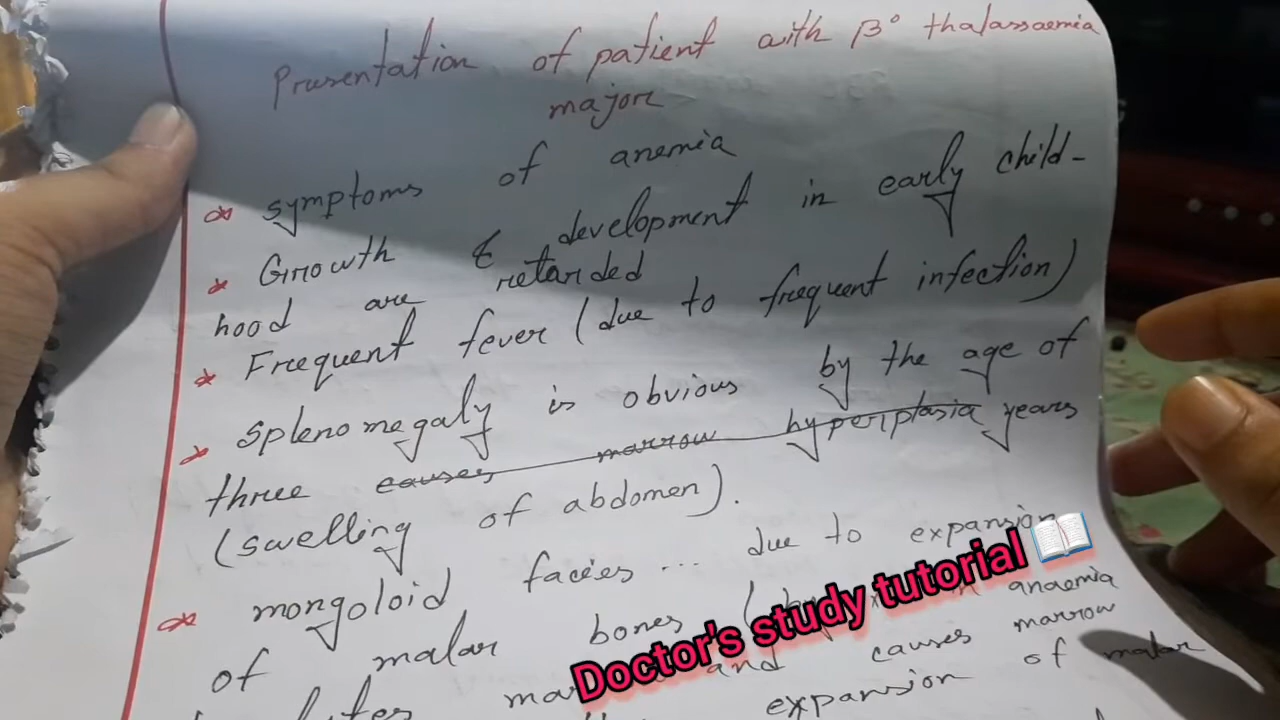 Presentation of patient with β° thalassaemia
major
* symptoms of anemia
* Growth & development in early child-
hood are retarded
* Frequent fever (due to frequent infection)
* Splenomegaly is obvious by the age of
three causes marrow hyperplasia years
(swelling of abdomen).
* mongoloid facies ... due to expansion
of malar bones anaemia
and causes marrow
expansion of malar
Doctor's study tutorial 📖